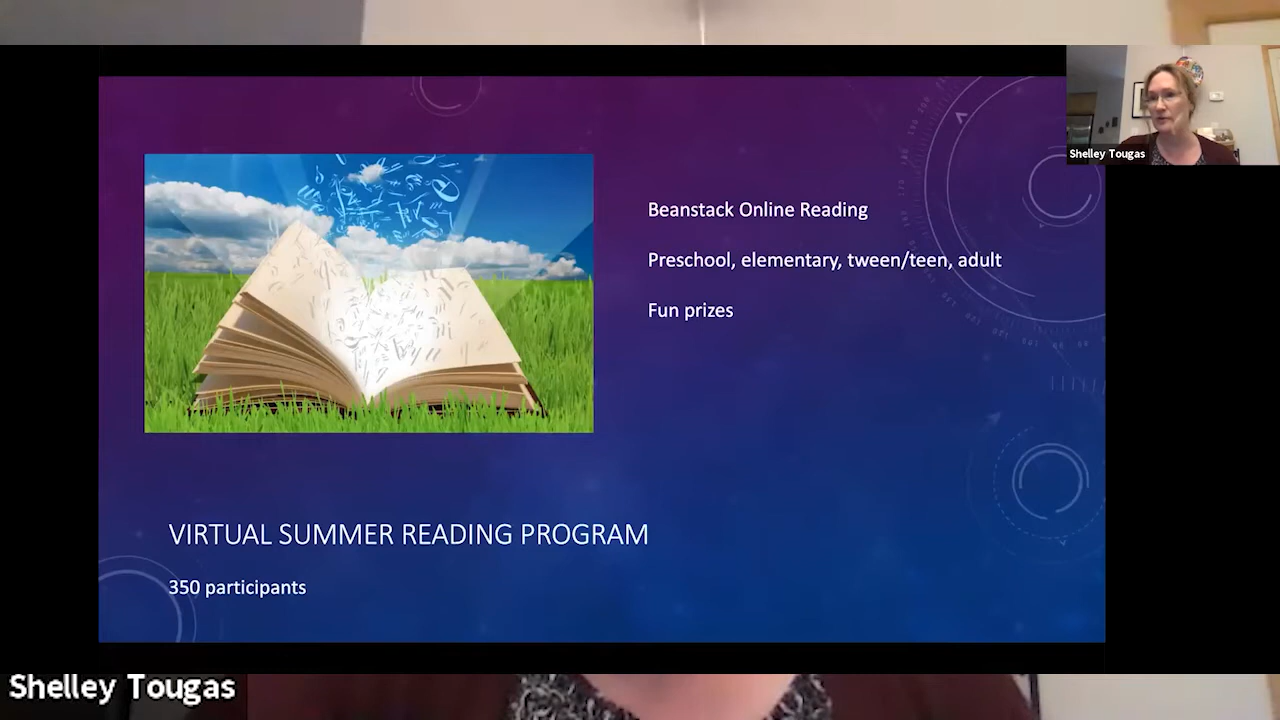 Shelley Tougas
Beanstack Online Reading
Preschool, elementary, tween/teen, adult
Fun prizes
VIRTUAL SUMMER READING PROGRAM
350 participants
Shelley Tougas